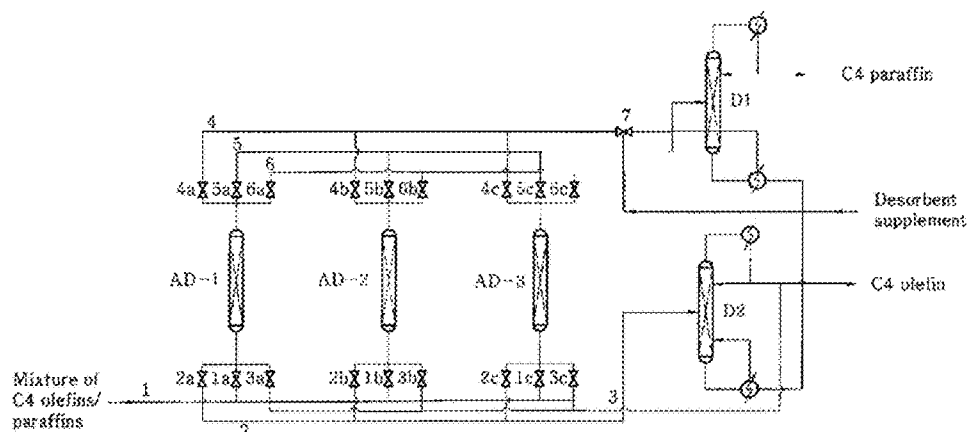 C4 paraffin
D1
7
4
5
6
4a 5a 6a
4b 5b 6b
4c 5c 6c
Desorbent
supplement
AD-1
AD-2
AD-3
C4 olefin
D2
Mixture of
C4 olefins/
paraffins
1
2a 1a 3a
2b 1b 3b
2c 1c 3c
3
2